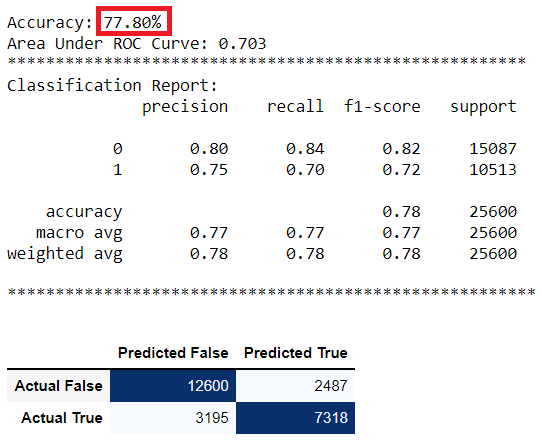 Accuracy: 77.80%
Area Under ROC Curve: 0.703
******************************************************
Classification Report:
precision recall f1-score support
0 0.80 0.84 0.82 15087
1 0.75 0.70 0.72 10513
accuracy 0.78 25600
macro avg 0.77 0.77 0.77 25600
weighted avg 0.78 0.78 0.78 25600
*******************************************************
Predicted False Predicted True
Actual False 12600 2487
Actual True 3195 7318